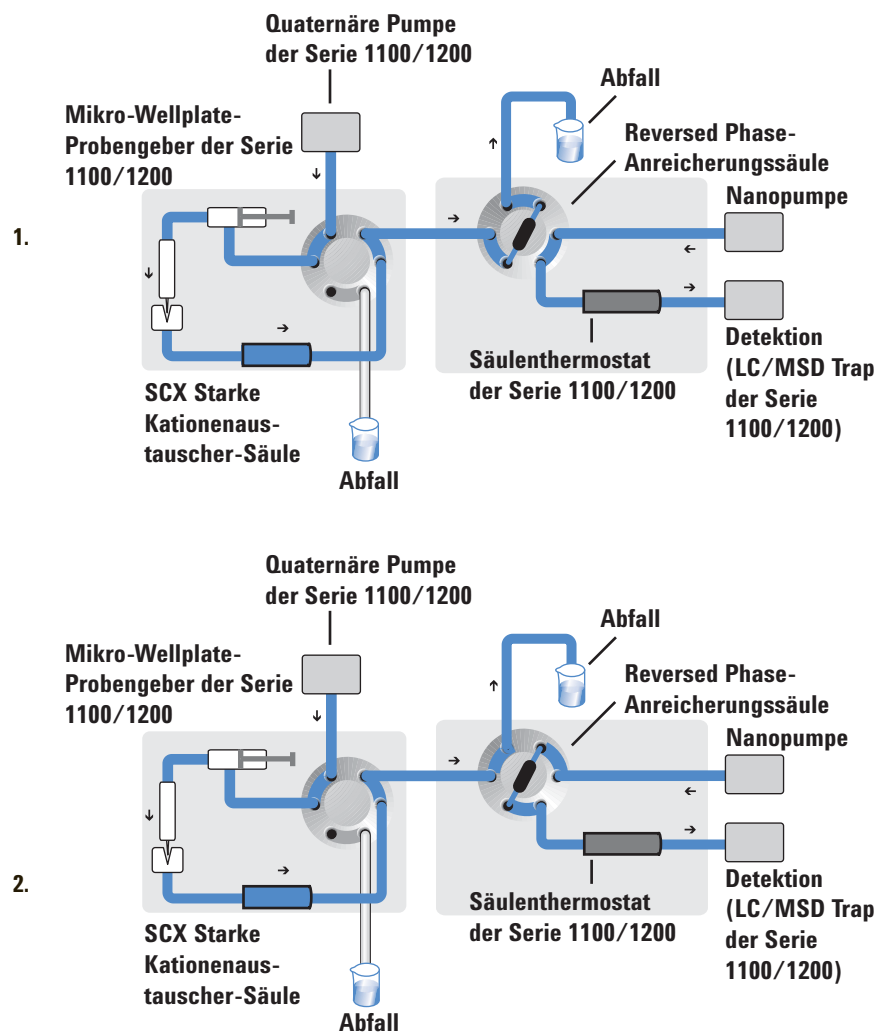 Quaternäre Pumpe
der Serie 1100/1200
Abfall
Mikro-Wellplate-
Probengeber der Serie
1100/1200
Reversed Phase-
Anreicherungssäule
Nanopumpe
1.
SCX Starke
Kationenaus-
tauscher-Säule
Abfall
Säulenthermostat
der Serie 1100/1200
Detektion
(LC/MSD Trap
der Serie
1100/1200)
Quaternäre Pumpe
der Serie 1100/1200
Abfall
Mikro-Wellplate-
Probengeber der Serie
1100/1200
Reversed Phase-
Anreicherungssäule
Nanopumpe
2.
SCX Starke
Kationenaus-
tauscher-Säule
Abfall
Säulenthermostat
der Serie 1100/1200
Detektion
(LC/MSD Trap
der Serie
1100/1200)